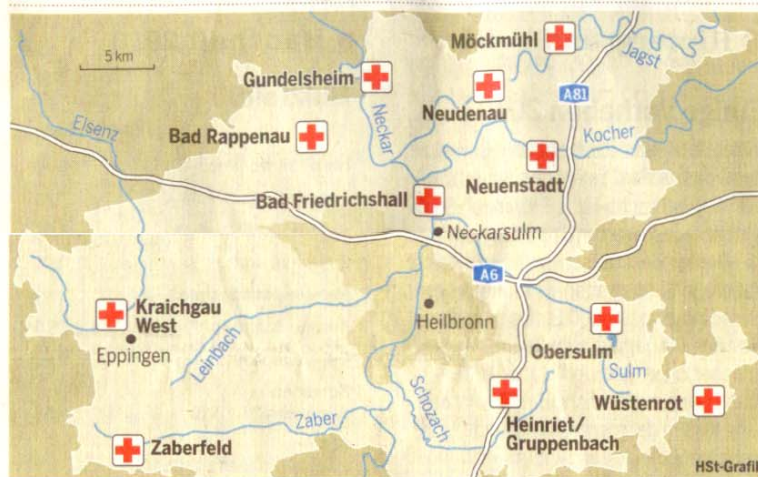 5 km
Möckmühl
Jagst
Gundelsheim
A81
Neudenau
Elsenz
Neckar
Kocher
Bad Rappenau
Neuenstadt
Bad Friedrichshall
Neckarsulm
A6
Kraichgau
West
Heilbronn
Eppingen
Leinbach
Obersulm
Sulm
Schozach
Wüstenrot
Zaber
Heinriet/
Gruppenbach
Zaberfeld
HSt-Grafik